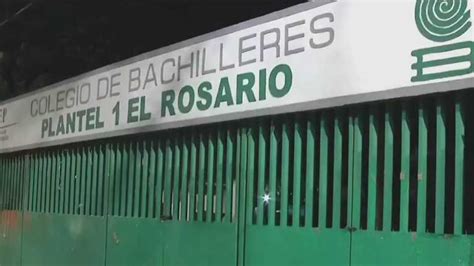 COLEGIO DE BACHILLERES
PLANTEL 1 EL ROSARIO